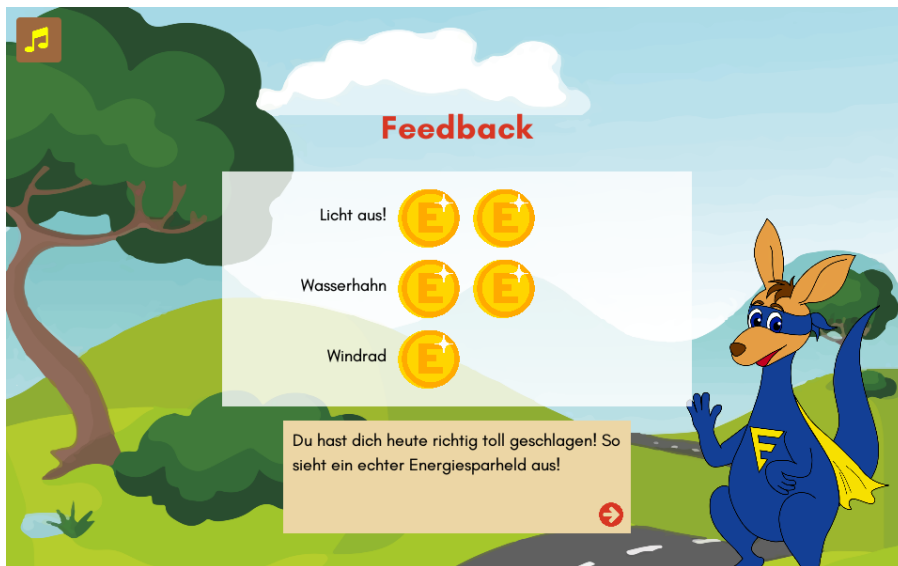 Feedback
Licht aus! E E
Wasserhahn E E
Windrad E
Du hast dich heute richtig toll geschlagen! So
sieht ein echter Energiesparheld aus!
E